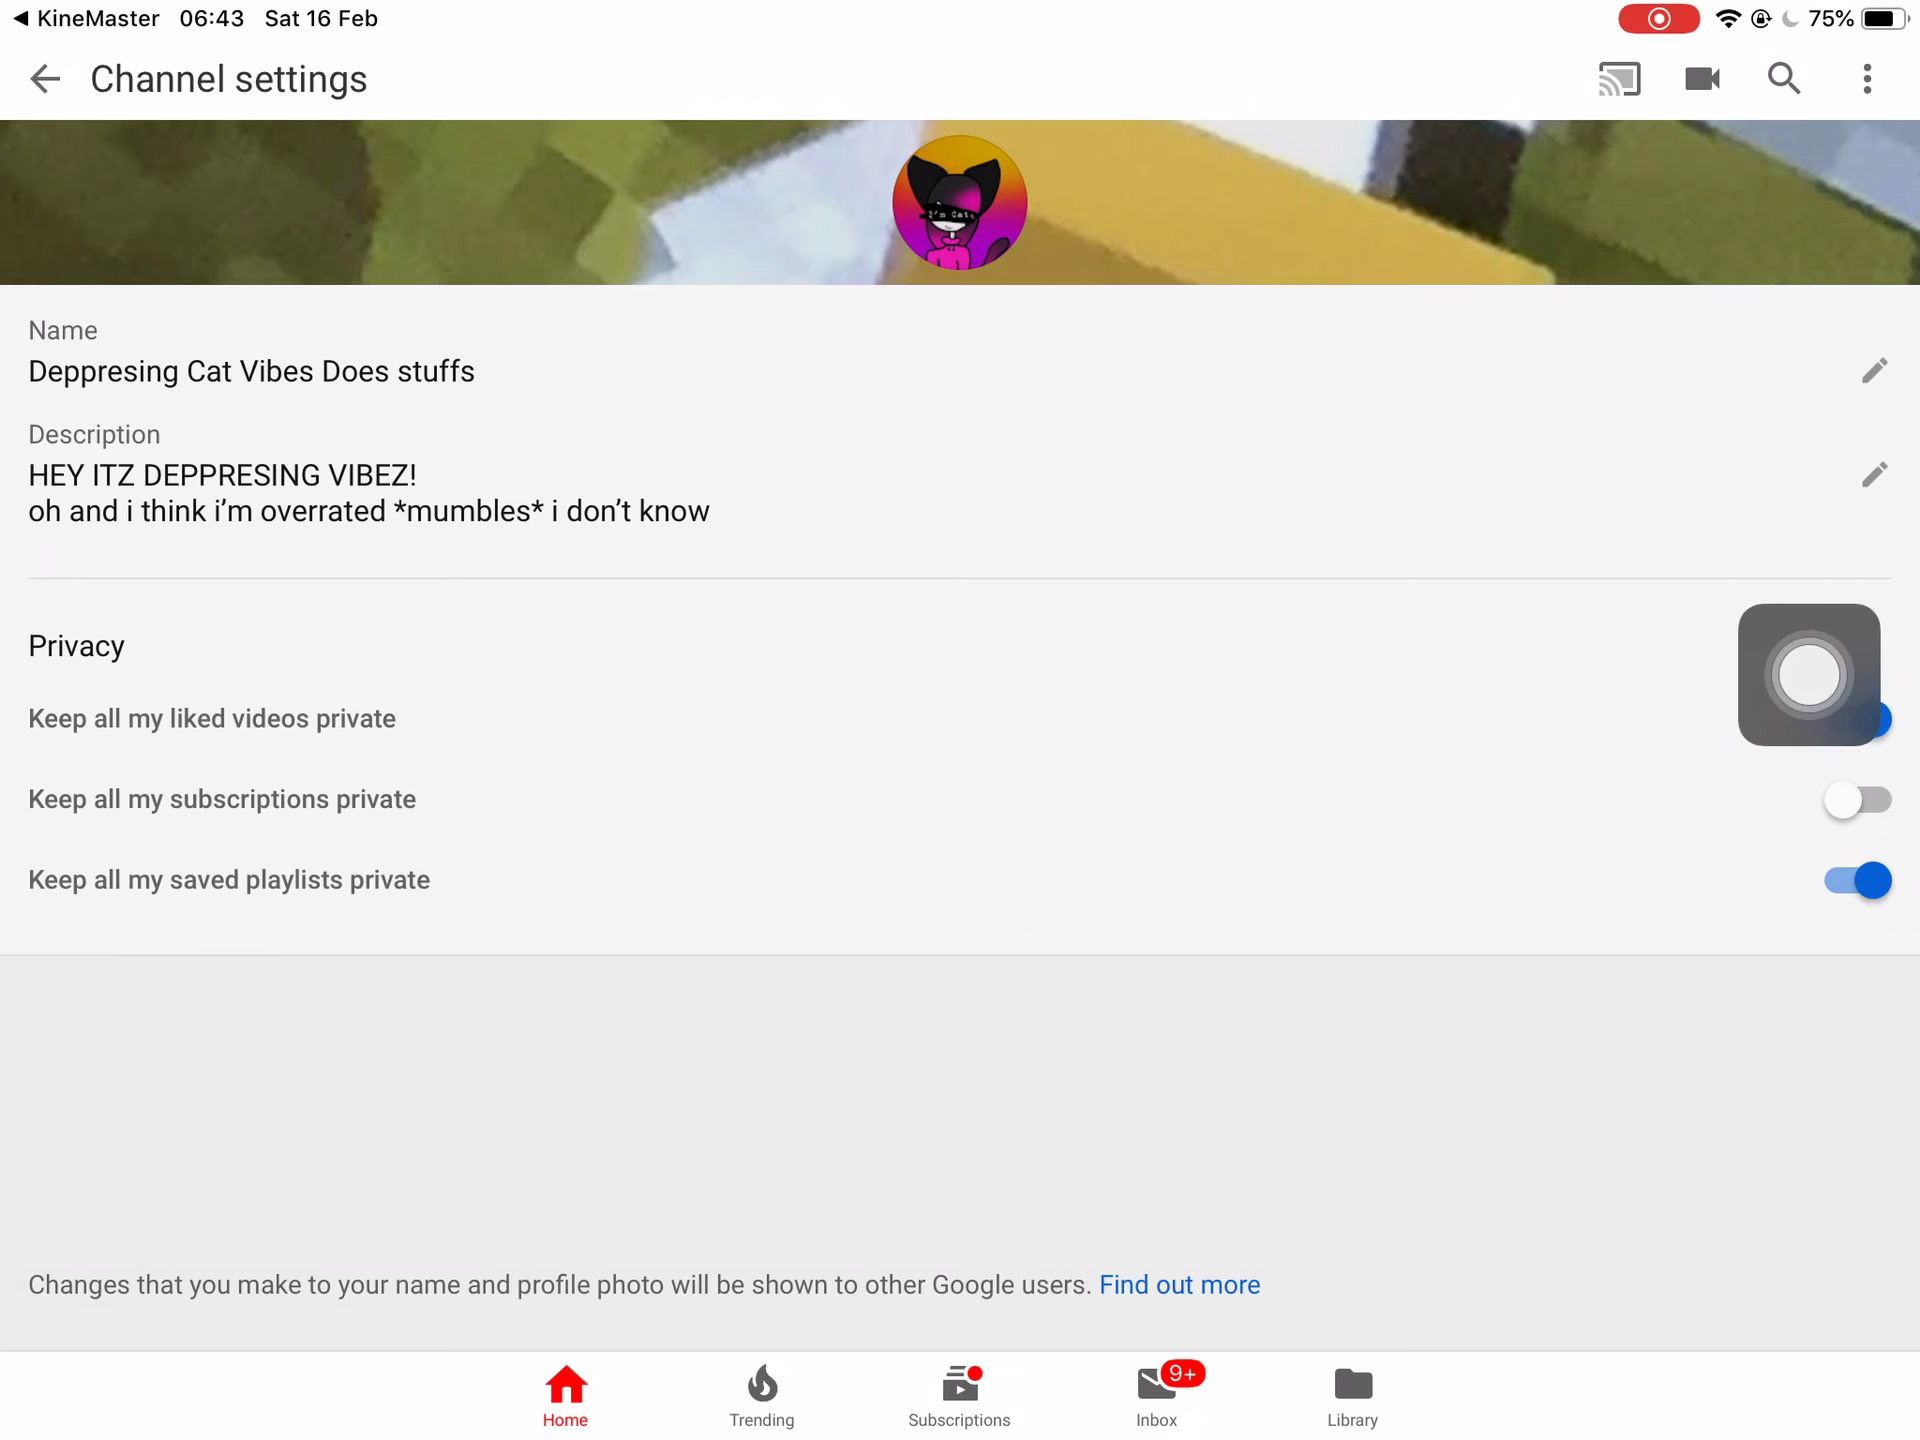 KineMaster 06:43 Sat 16 Feb 75%
Channel settings
I'm Cat.
Name
Deppresing Cat Vibes Does stuffs
Description
HEY ITZ DEPPRESING VIBEZ!
oh and i think i’m overrated *mumbles* i don’t know
Privacy
Keep all my liked videos private
Keep all my subscriptions private
Keep all my saved playlists private
Changes that you make to your name and profile photo will be shown to other Google users. Find out more
9+
Home Trending Subscriptions Inbox Library